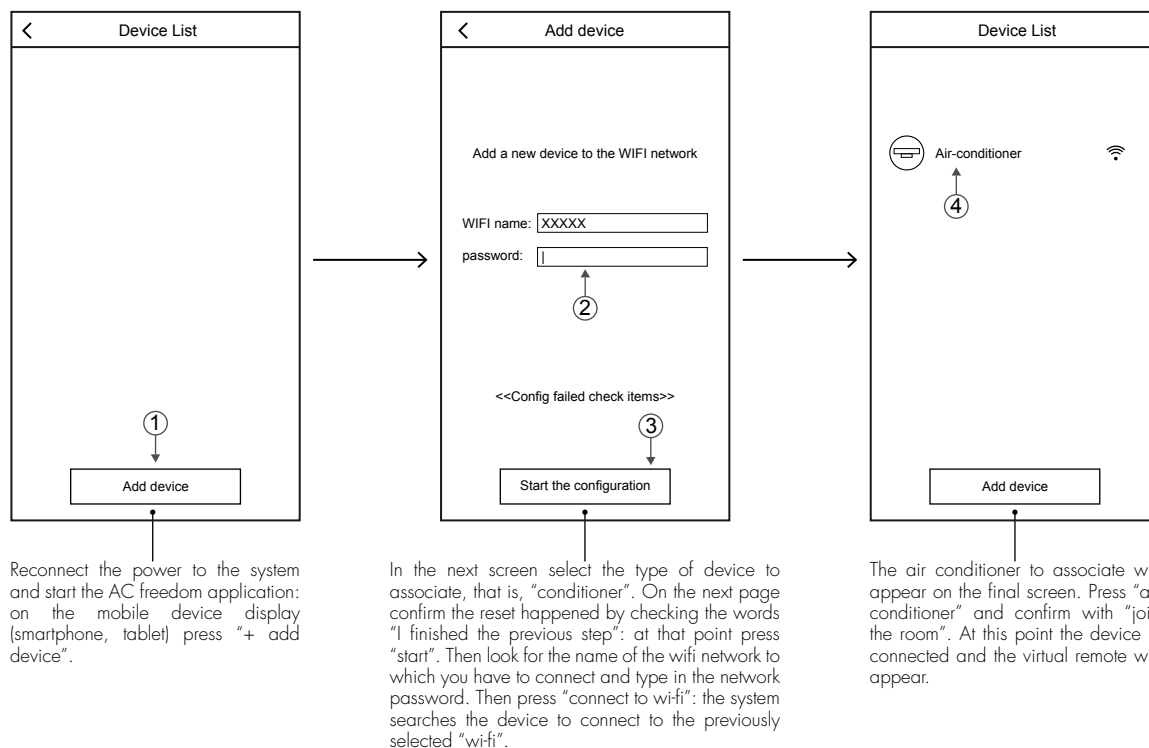 Device List
Add device
Device List
Add a new device to the WIFI network
Air-conditioner
4
WIFI name: XXXXX
password:
2
<<Config failed check items>>
1
3
Add device
Start the configuration
Add device
Reconnect the power to the system
and start the AC freedom application:
on the mobile device display
(smartphone, tablet) press "+ add
device".
In the next screen select the type of device to
associate, that is, "conditioner". On the next page
confirm the reset happened by checking the words
"I finished the previous step": at that point press
"start". Then look for the name of the wifi network to
which you have to connect and type in the network
password. Then press "connect to wi-fi": the system
searches the device to connect to the previously
selected "wi-fi".
The air conditioner to associate
appear on the final screen. Press
conditioner" and confirm with
the room". At this point the device
connected and the virtual remote
appear.